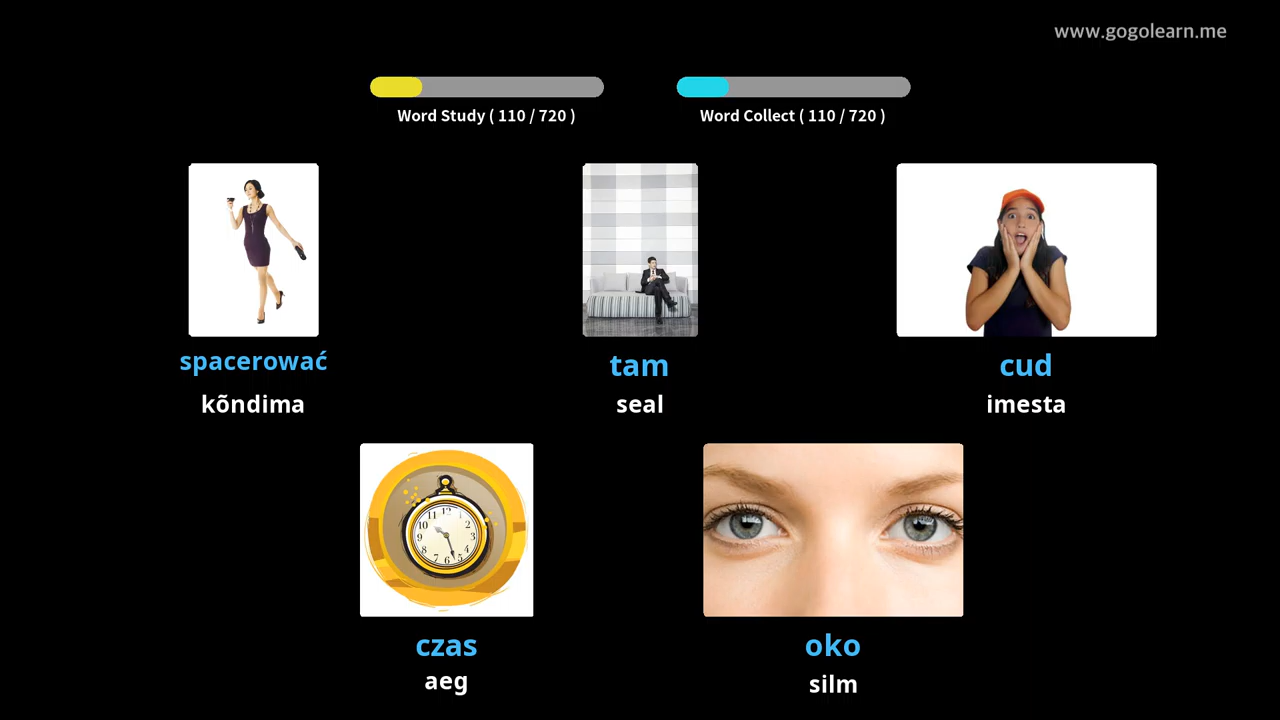 www.gogolearn.me
Word Study ( 110 / 720 )
Word Collect ( 110 / 720 )
spacerować
kõndima
tam
seal
cud
imesta
czas
aeg
oko
silm